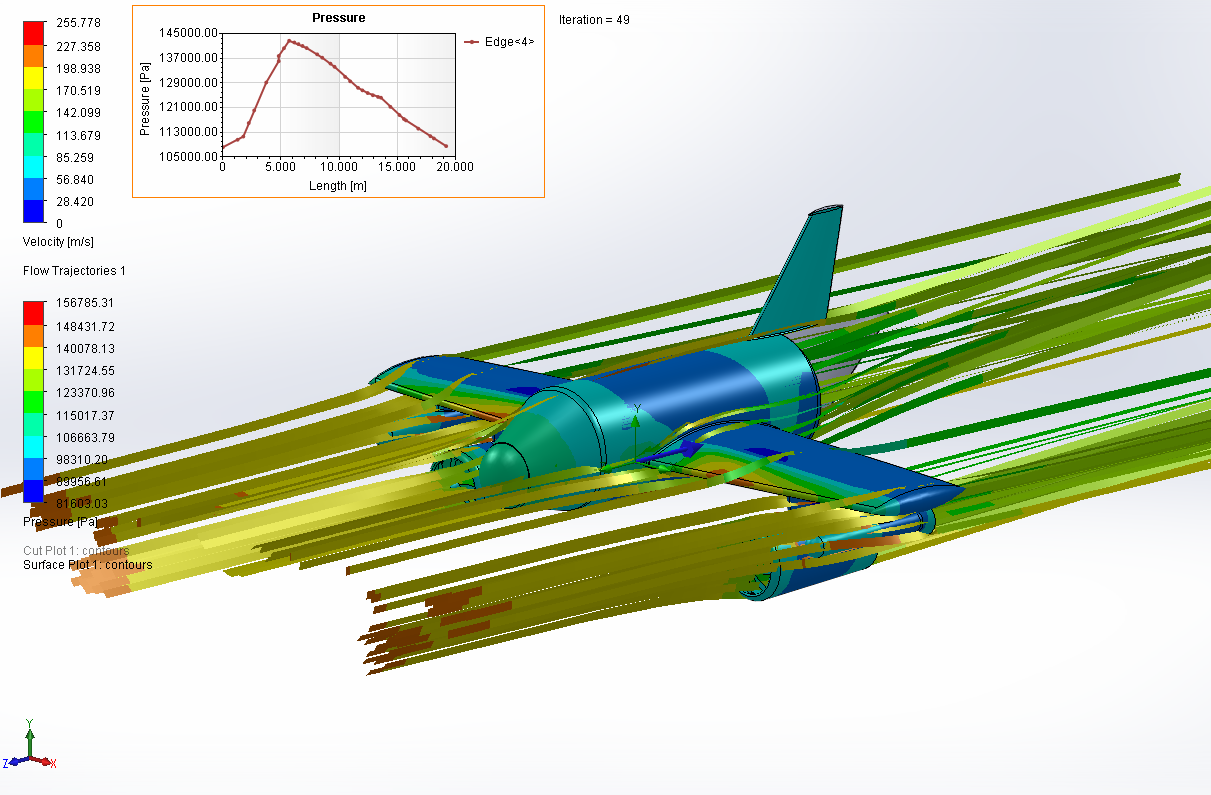 255.778
227.358
198.938
170.519
142.099
113.679
85.259
56.840
28.420
0
Velocity [m/s]
Flow Trajectories 1
156785.31
148431.72
140078.13
131724.55
123370.96
115017.37
106663.79
98310.20
89956.61
81603.03
Pressure [Pa]
Cut Plot 1: contours
Surface Plot 1: contours
Pressure
145000.00
137000.00
129000.00
121000.00
113000.00
105000.00
Pressure [Pa]
0 5.000 10.000 15.000 20.000
Length [m]
Edge<4>
Iteration = 49
Y
Y
Z X